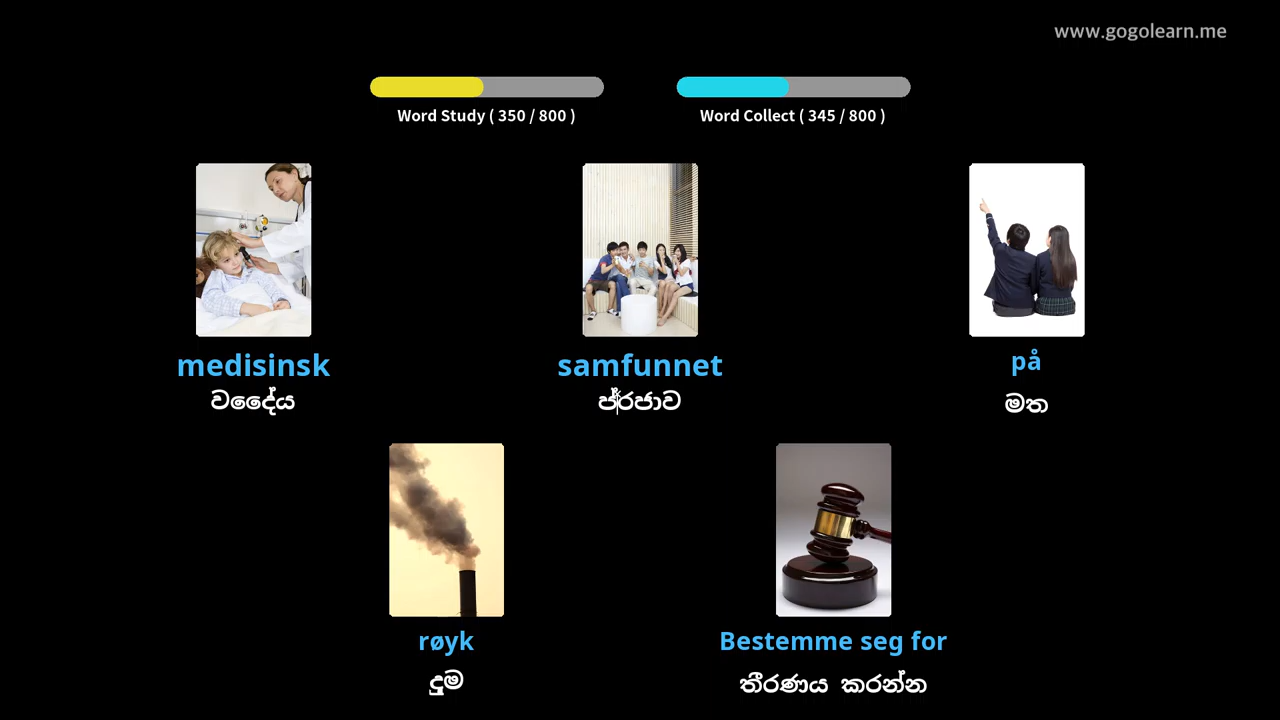 www.gogolearn.me
Word Study ( 350 / 800 )
Word Collect ( 345 / 800 )
medisinsk
වෛද්‍ය
samfunnet
ප්‍රජාව
på
මත
røyk
දුම
Bestemme seg for
තීරණය කරන්න